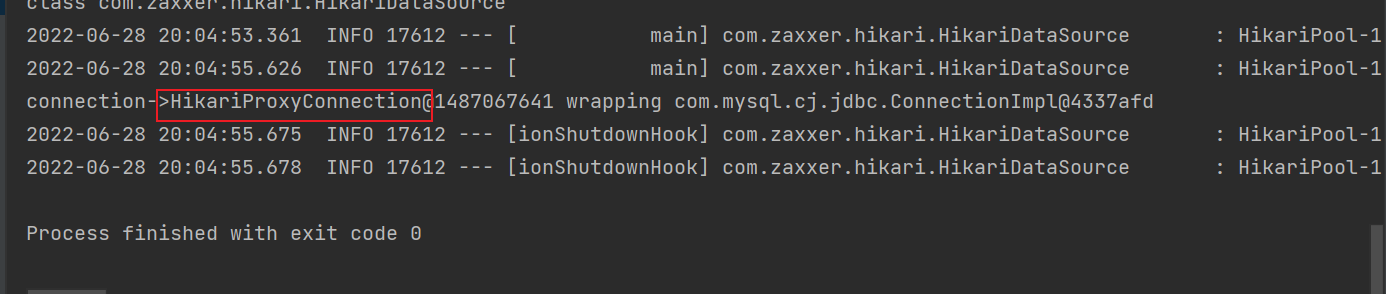 class com.zaxxer.hikari.HikariDataSource
2022-06-28 20:04:53.361  INFO 17612 --- [           main] com.zaxxer.hikari.HikariDataSource       : HikariPool-1
2022-06-28 20:04:55.626  INFO 17612 --- [           main] com.zaxxer.hikari.HikariDataSource       : HikariPool-1
connection->HikariProxyConnection@1487067641 wrapping com.mysql.cj.jdbc.ConnectionImpl@4337afd
2022-06-28 20:04:55.675  INFO 17612 --- [ionShutdownHook] com.zaxxer.hikari.HikariDataSource       : HikariPool-1
2022-06-28 20:04:55.678  INFO 17612 --- [ionShutdownHook] com.zaxxer.hikari.HikariDataSource       : HikariPool-1
Process finished with exit code 0